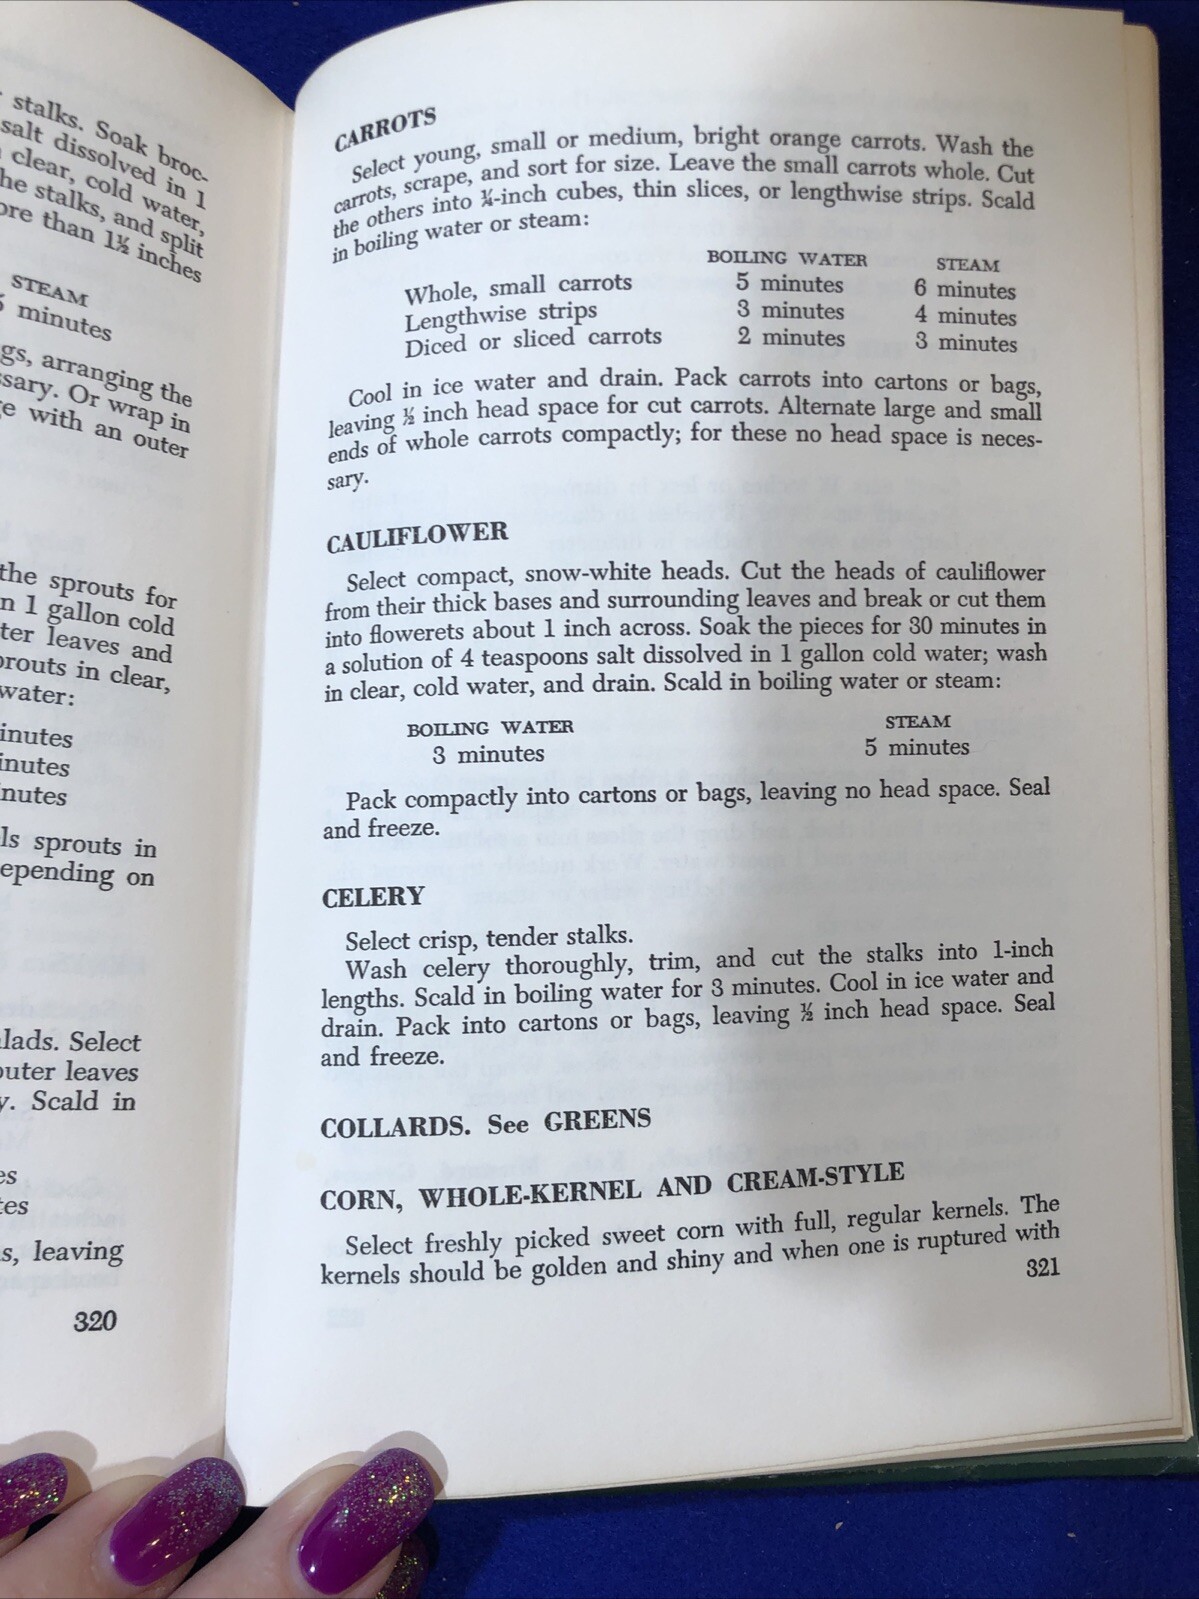 stalks. Soak broc-
salt dissolved in 1
clear, cold water,
the stalks, and split
ore than 1½ inches
STEAM
5 minutes
gs, arranging the
ssary. Or wrap in
e with an outer
the sprouts for
n 1 gallon cold
ter leaves and
prouts in clear,
water:
inutes
inutes
nutes
ls sprouts in
epending on
lads. Select
outer leaves
y. Scald in
es
tes
s, leaving
320
CARROTS
Select young, small or medium, bright orange carrots. Wash the
carrots, scrape, and sort for size. Leave the small carrots whole. Cut
the others into ¼-inch cubes, thin slices, or lengthwise strips. Scald
in boiling water or steam:
BOILING WATER STEAM
Whole, small carrots 5 minutes 6 minutes
Lengthwise strips 3 minutes 4 minutes
Diced or sliced carrots 2 minutes 3 minutes
Cool in ice water and drain. Pack carrots into cartons or bags,
leaving ½ inch head space for cut carrots. Alternate large and small
ends of whole carrots compactly; for these no head space is neces-
sary.
CAULIFLOWER
Select compact, snow-white heads. Cut the heads of cauliflower
from their thick bases and surrounding leaves and break or cut them
into flowerets about 1 inch across. Soak the pieces for 30 minutes in
a solution of 4 teaspoons salt dissolved in 1 gallon cold water; wash
in clear, cold water, and drain. Scald in boiling water or steam:
BOILING WATER STEAM
3 minutes 5 minutes
Pack compactly into cartons or bags, leaving no head space. Seal
and freeze.
CELERY
Select crisp, tender stalks.
Wash celery thoroughly, trim, and cut the stalks into 1-inch
lengths. Scald in boiling water for 3 minutes. Cool in ice water and
drain. Pack into cartons or bags, leaving ½ inch head space. Seal
and freeze.
COLLARDS. See GREENS
CORN, WHOLE-KERNEL AND CREAM-STYLE
Select freshly picked sweet corn with full, regular kernels. The
kernels should be golden and shiny and when one is ruptured with
321